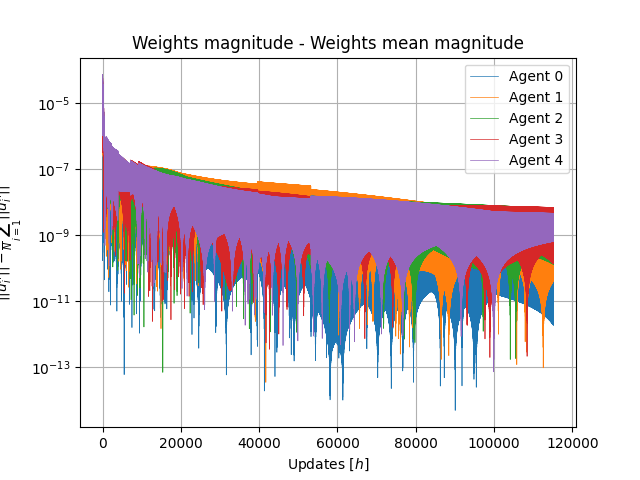 Weights magnitude - Weights mean magnitude
Agent 0
Agent 1
Agent 2
Agent 3
Agent 4
10⁻⁵
10⁻⁷
10⁻⁹
10⁻¹¹
10⁻¹³
0
20000
40000
60000
80000
100000
120000
Updates [h]